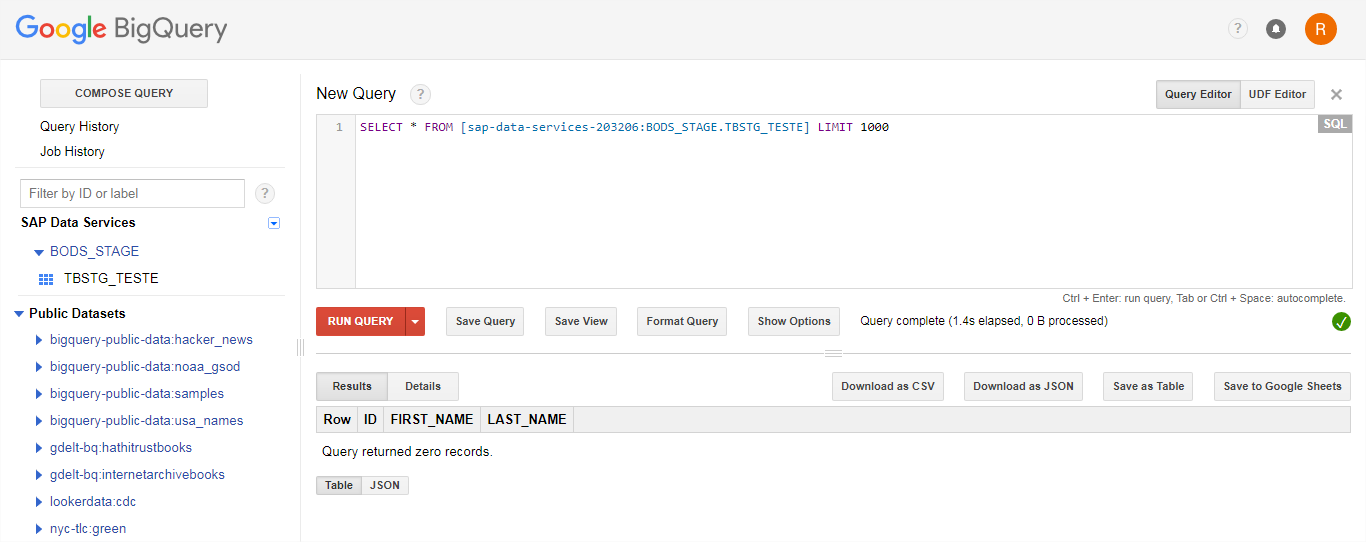 Google BigQuery
?
R
COMPOSE QUERY
Query History
Job History
Filter by ID or label
?
SAP Data Services
BODS_STAGE
TBSTG_TESTE
Public Datasets
bigquery-public-data:hacker_news
bigquery-public-data:noaa_gsod
bigquery-public-data:samples
bigquery-public-data:usa_names
gdelt-bq:hathitrustbooks
gdelt-bq:internetarchivebooks
lookerdata:cdc
nyc-tlc:green
New Query ?
Query Editor UDF Editor
1 SELECT * FROM [sap-data-services-203206:BODS_STAGE.TBSTG_TESTE] LIMIT 1000
SQL
Ctrl + Enter: run query, Tab or Ctrl + Space: autocomplete.
RUN QUERY Save Query Save View Format Query Show Options Query complete (1.4s elapsed, 0 B processed)
Results Details Download as CSV Download as JSON Save as Table Save to Google Sheets
Row ID FIRST_NAME LAST_NAME
Query returned zero records.
Table JSON